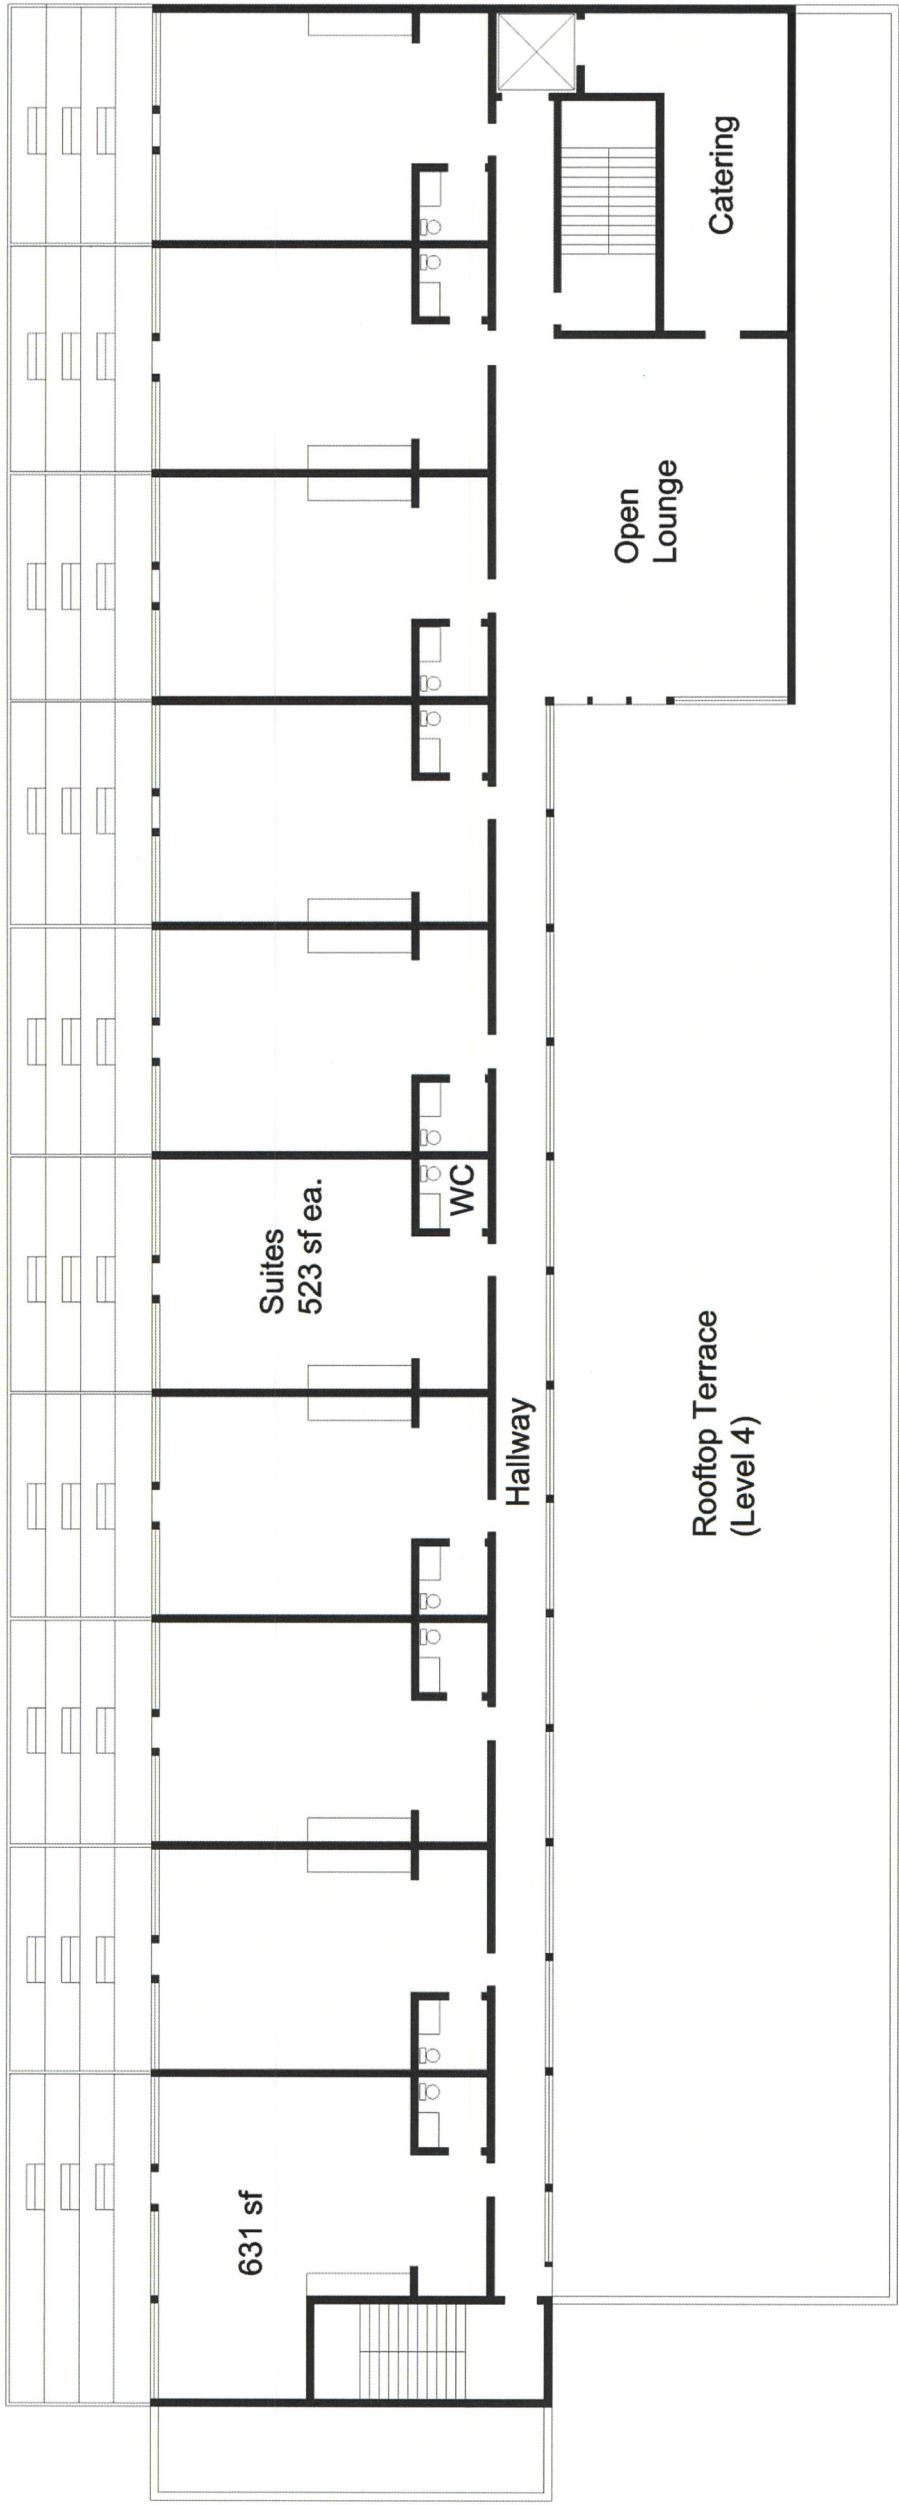 631 sf
Suites
523 sf ea.
WC
Hallway
Rooftop Terrace
(Level 4)
Open
Lounge
Catering